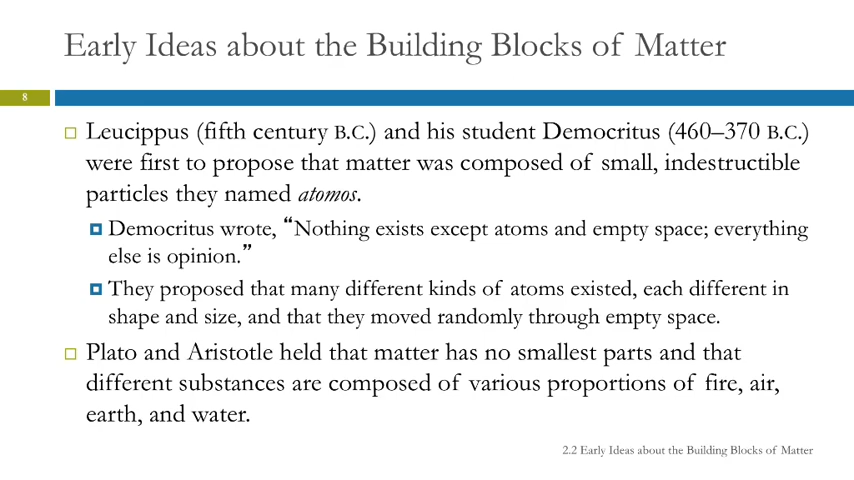 Early Ideas about the Building Blocks of Matter
8
Leucippus (fifth century B.C.) and his student Democritus (460–370 B.C.)
were first to propose that matter was composed of small, indestructible
particles they named atomos.
Democritus wrote, “Nothing exists except atoms and empty space; everything
else is opinion.”
They proposed that many different kinds of atoms existed, each different in
shape and size, and that they moved randomly through empty space.
Plato and Aristotle held that matter has no smallest parts and that
different substances are composed of various proportions of fire, air,
earth, and water.
2.2 Early Ideas about the Building Blocks of Matter